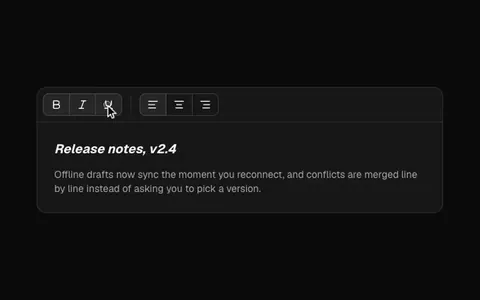 B I U
Release notes, v2.4
Offline drafts now sync the moment you reconnect, and conflicts are merged line
by line instead of asking you to pick a version.